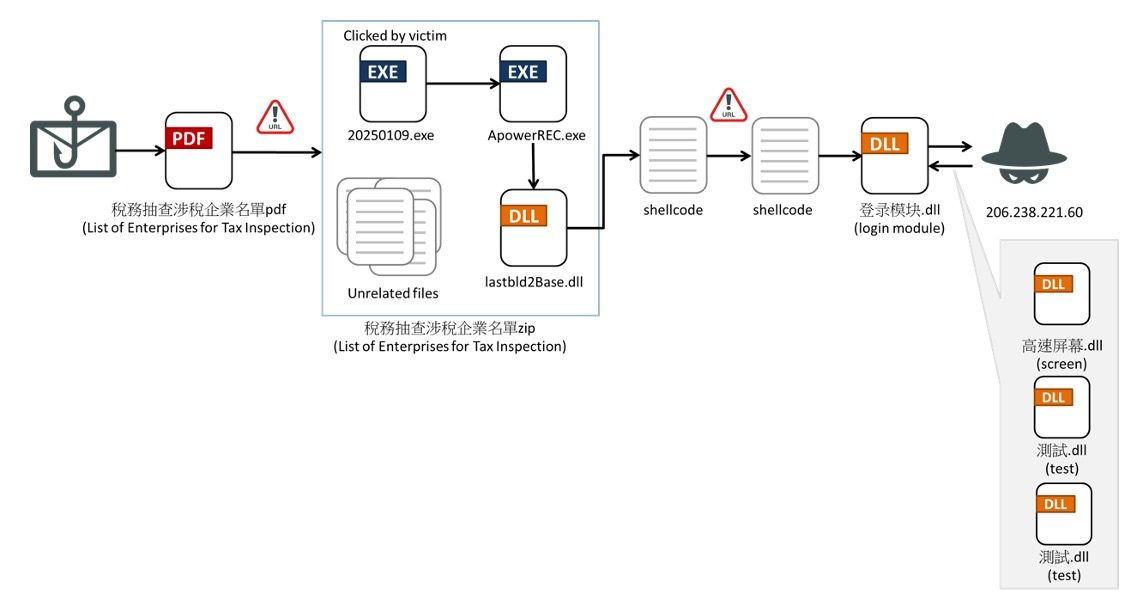 Clicked by victim
EXE
EXE
20250109.exe
ApowerREC.exe
PDF
URL
稅務抽查涉稅企業名單pdf
(List of Enterprises for Tax Inspection)
Unrelated files
DLL
lastbld2Base.dll
稅務抽查涉稅企業名單zip
(List of Enterprises for Tax Inspection)
shellcode
URL
shellcode
DLL
登录模块.dll
(login module)
206.238.221.60
DLL
高速屏幕.dll
(screen)
DLL
測試.dll
(test)
DLL
測試.dll
(test)